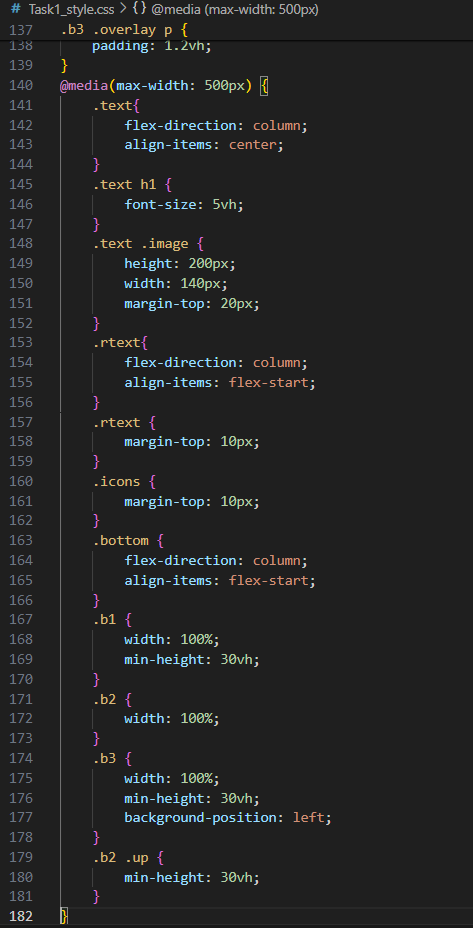 # Task1_style.css > {} @media (max-width: 500px)
137 .b3 .overlay p {
138 padding: 1.2vh;
139 }
140 @media(max-width: 500px) {
141 .text{
142 flex-direction: column;
143 align-items: center;
144 }
145 .text h1 {
146 font-size: 5vh;
147 }
148 .text .image {
149 height: 200px;
150 width: 140px;
151 margin-top: 20px;
152 }
153 .rtext{
154 flex-direction: column;
155 align-items: flex-start;
156 }
157 .rtext {
158 margin-top: 10px;
159 }
160 .icons {
161 margin-top: 10px;
162 }
163 .bottom {
164 flex-direction: column;
165 align-items: flex-start;
166 }
167 .b1 {
168 width: 100%;
169 min-height: 30vh;
170 }
171 .b2 {
172 width: 100%;
173 }
174 .b3 {
175 width: 100%;
176 min-height: 30vh;
177 background-position: left;
178 }
179 .b2 .up {
180 min-height: 30vh;
181 }
182 }